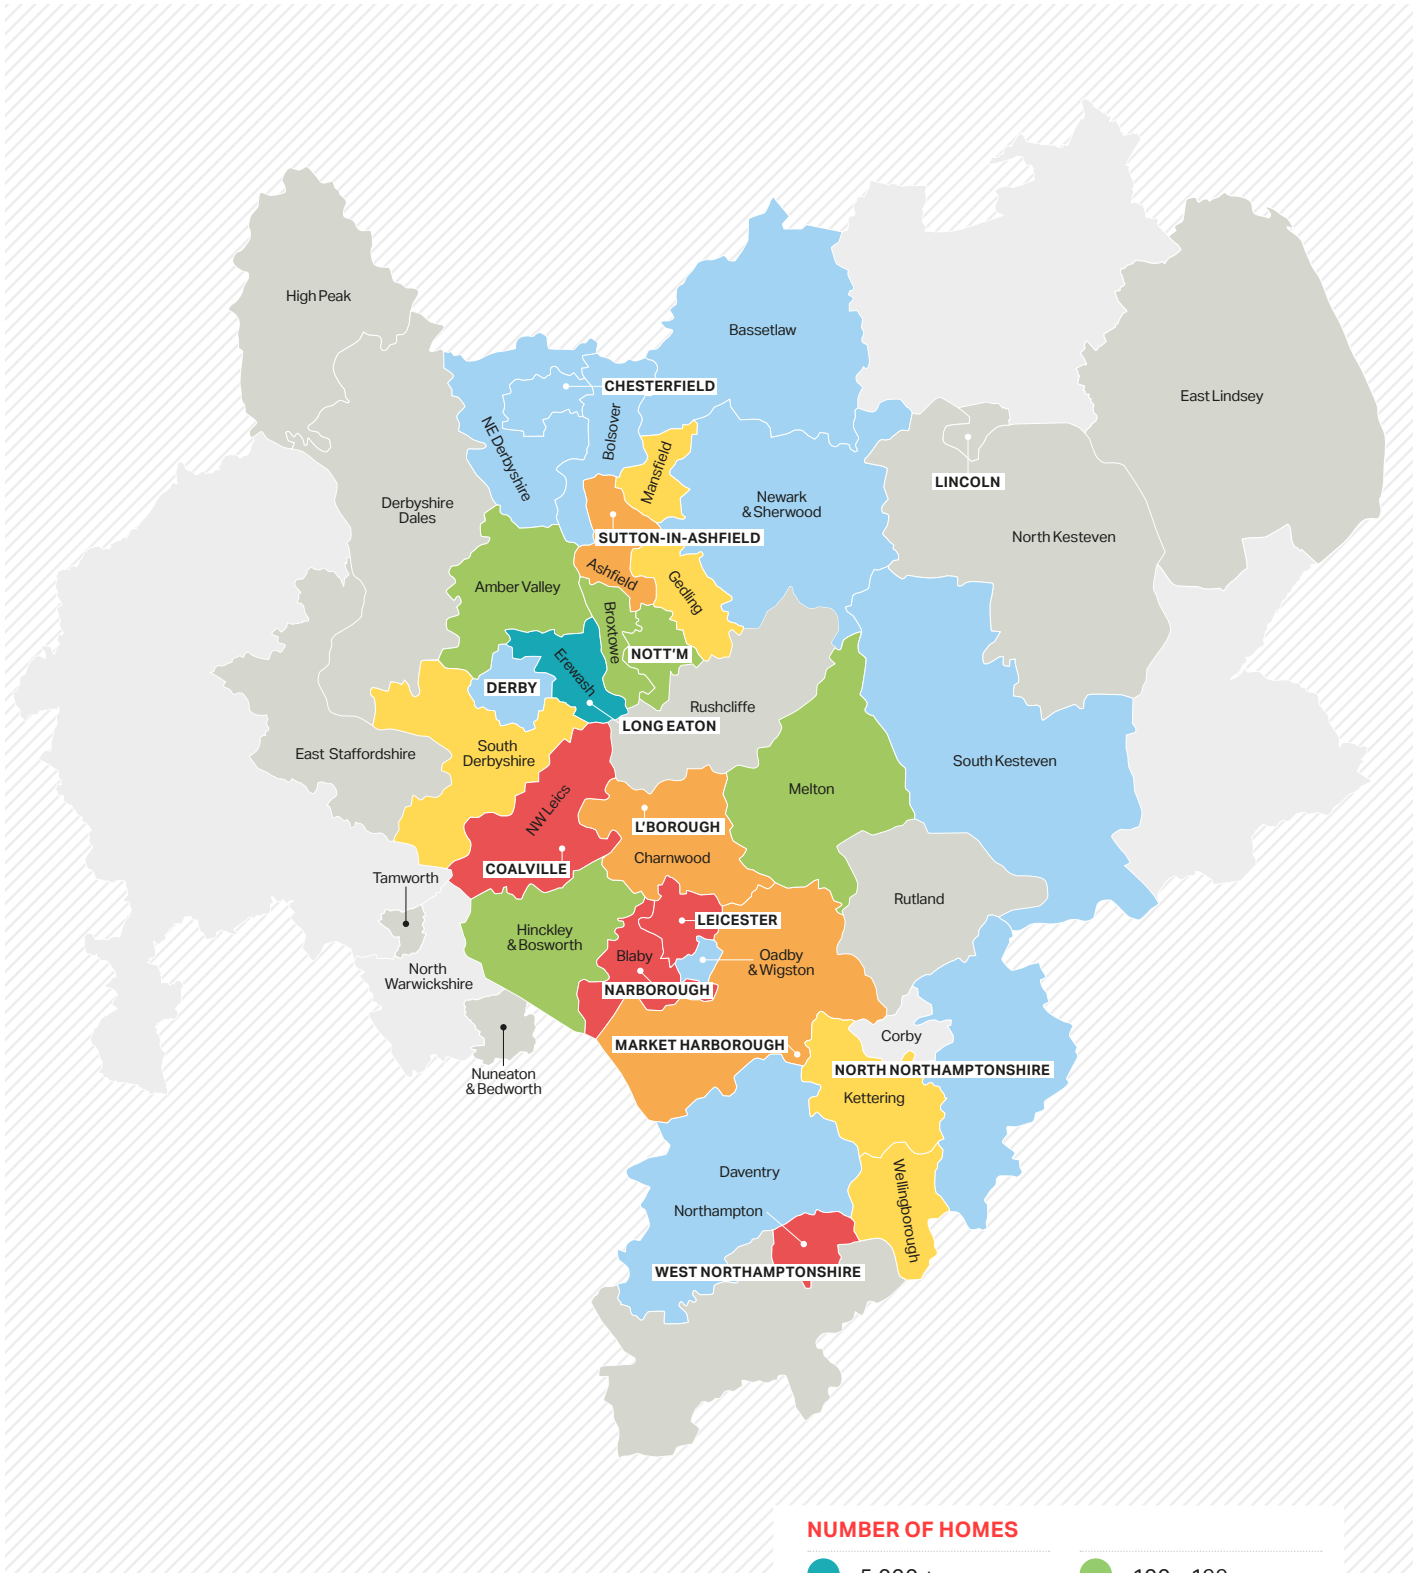 High Peak
Bassetlaw
CHESTERFIELD
East Lindsey
NE Derbyshire
Bolsover
Mansfield
LINCOLN
Derbyshire
Dales
Newark
& Sherwood
SUTTON-IN-ASHFIELD
North Kesteven
Ashfield
Amber Valley
Gedling
Broxtowe
NOTT'M
Erewash
DERBY
Rushcliffe
LONG EATON
East Staffordshire
South
Derbyshire
South Kesteven
Melton
NW Leics
L'BOROUGH
Charnwood
COALVILLE
Tamworth
Rutland
LEICESTER
Hinckley
& Bosworth
Blaby
Oadby
& Wigston
North
Warwickshire
NARBOROUGH
Corby
MARKET HARBOROUGH
NORTH NORTHAMPTONSHIRE
Nuneaton
& Bedworth
Kettering
Daventry
Wellingborough
Northampton
WEST NORTHAMPTONSHIRE
NUMBER OF HOMES